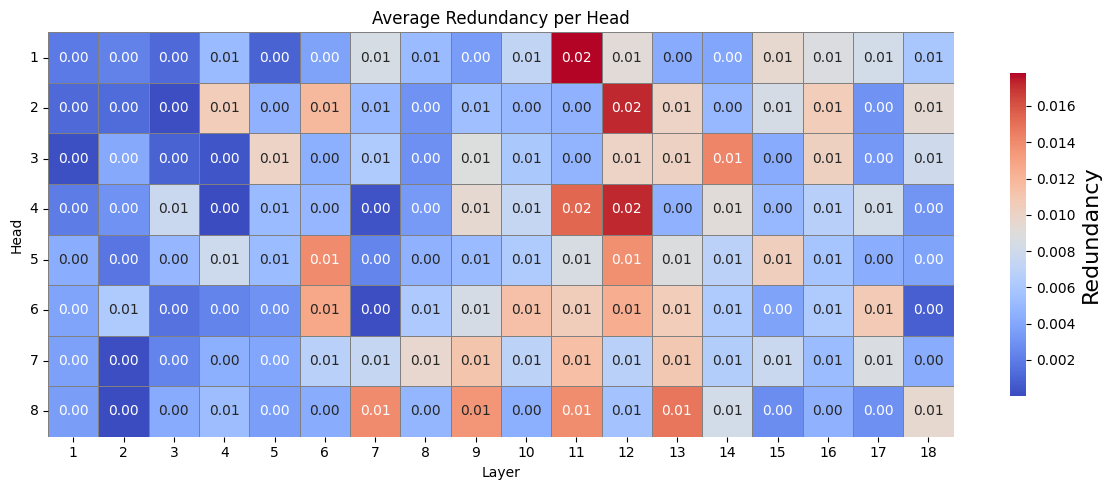 Average Redundancy per Head
1 0.00 0.00 0.00 0.01 0.00 0.00 0.01 0.01 0.00 0.01 0.02 0.01 0.00 0.00 0.01 0.01 0.01 0.01
2 0.00 0.00 0.00 0.01 0.00 0.01 0.01 0.00 0.01 0.00 0.00 0.02 0.01 0.00 0.01 0.01 0.00 0.01
3 0.00 0.00 0.00 0.00 0.01 0.00 0.01 0.00 0.01 0.01 0.00 0.01 0.01 0.01 0.00 0.01 0.00 0.01
4 0.00 0.00 0.01 0.00 0.01 0.00 0.00 0.00 0.01 0.01 0.02 0.02 0.00 0.01 0.01 0.01 0.01 0.00
5 0.00 0.00 0.00 0.01 0.01 0.01 0.00 0.00 0.01 0.01 0.01 0.01 0.01 0.01 0.01 0.01 0.00 0.00
6 0.00 0.01 0.00 0.00 0.00 0.01 0.00 0.01 0.01 0.01 0.01 0.01 0.01 0.01 0.00 0.01 0.01 0.00
7 0.00 0.00 0.00 0.00 0.00 0.01 0.01 0.01 0.01 0.01 0.01 0.01 0.01 0.01 0.01 0.01 0.01 0.00
8 0.00 0.00 0.00 0.01 0.00 0.00 0.01 0.00 0.01 0.00 0.01 0.01 0.01 0.01 0.00 0.00 0.00 0.01
1 2 3 4 5 6 7 8 9 10 11 12 13 14 15 16 17 18
Layer
Head
0.016
0.014
0.012
0.010
0.008
0.006
0.004
0.002
Redundancy